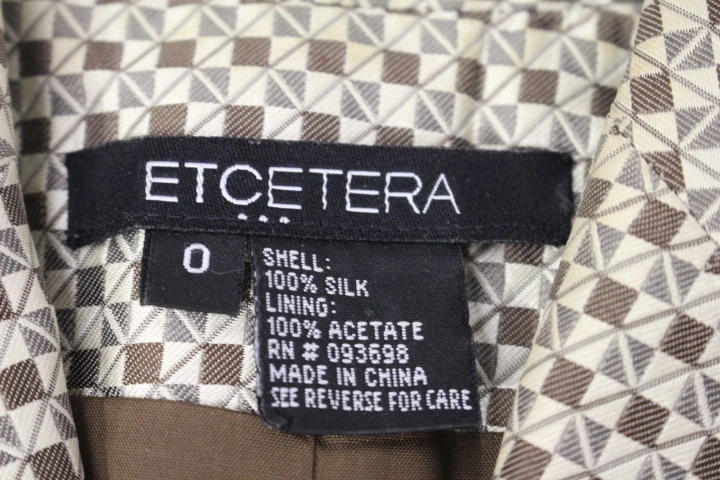 ETCETERA
0
SHELL:
100% SILK
LINING:
100% ACETATE
RN # 093698
MADE IN CHINA
SEE REVERSE FOR CARE